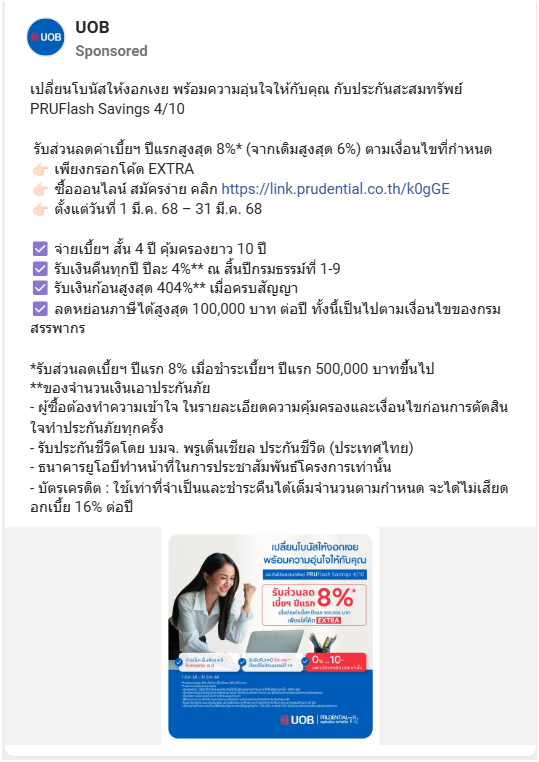 UOB
UOB
Sponsored
เปลี่ยนโบนัสให้งอกเงย พร้อมความอุ่นใจให้กับคุณ กับประกันสะสมทรัพย์
PRUFlash Savings 4/10
รับส่วนลดค่าเบี้ยฯ ปีแรกสูงสุด 8%* (จากเดิมสูงสุด 6%) ตามเงื่อนไขที่กำหนด
👉🏻 เพียงกรอกโค้ด EXTRA
👉🏻 ซื้อออนไลน์ สมัครง่าย คลิก https://link.prudential.co.th/k0gGE
👉🏻 ตั้งแต่วันที่ 1 มี.ค. 68 – 31 มี.ค. 68
☑ จ่ายเบี้ยฯ สั้น 4 ปี คุ้มครองยาว 10 ปี
☑ รับเงินคืนทุกปี ปีละ 4%** ณ สิ้นปีกรมธรรม์ที่ 1-9
☑ รับเงินก้อนสูงสุด 404%** เมื่อครบสัญญา
☑ ลดหย่อนภาษีได้สูงสุด 100,000 บาท ต่อปี ทั้งนี้เป็นไปตามเงื่อนไขของกรม
สรรพากร
*รับส่วนลดเบี้ยฯ ปีแรก 8% เมื่อชำระเบี้ยฯ ปีแรก 500,000 บาทขึ้นไป
**ของจำนวนเงินเอาประกันภัย
- ผู้ซื้อต้องทำความเข้าใจ ในรายละเอียดความคุ้มครองและเงื่อนไขก่อนการตัดสิน
ใจทำประกันภัยทุกครั้ง
- รับประกันชีวิตโดย บมจ. พรูเด็นเชียล ประกันชีวิต (ประเทศไทย)
- ธนาคารยูโอบีทำหน้าที่ในการประชาสัมพันธ์โครงการเท่านั้น
- บัตรเครดิต : ใช้เท่าที่จำเป็นและชำระคืนได้เต็มจำนวนตามกำหนด จะได้ไม่เสียด
อกเบี้ย 16% ต่อปี
เปลี่ยนโบนัสให้งอกเงย
พร้อมความอุ่นใจให้กับคุณ
PRUFlash Savings 4/10
รับส่วนลด
เบี้ยฯ ปีแรก 8%*
EXTRA
0% 10
1 มี.ค. 68 - 31 มี.ค. 68
UOB PRUDENTIAL